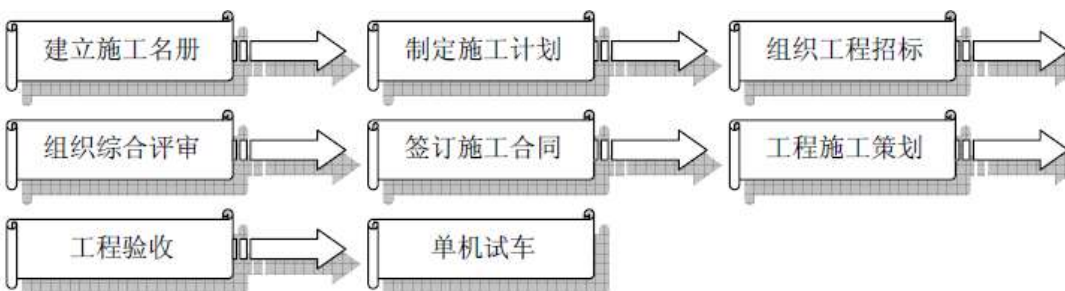 建立施工名册 制定施工计划 组织工程招标
组织综合评审 签订施工合同 工程施工策划
工程验收 单机试车